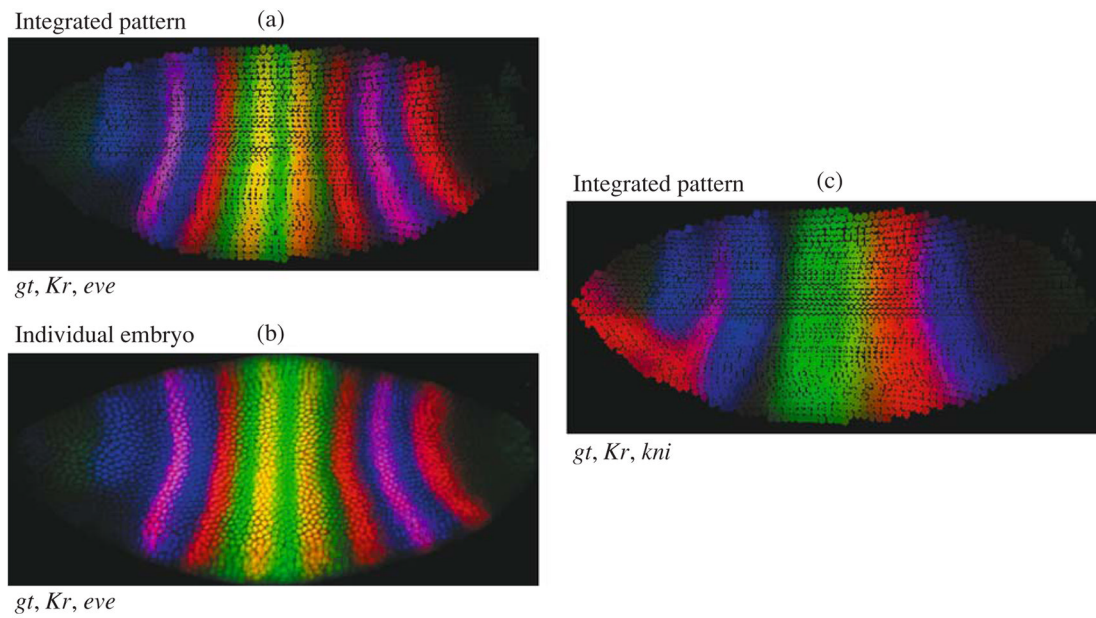 Integrated pattern (a)
gt, Kr, eve
Individual embryo (b)
gt, Kr, eve
Integrated pattern (c)
gt, Kr, kni